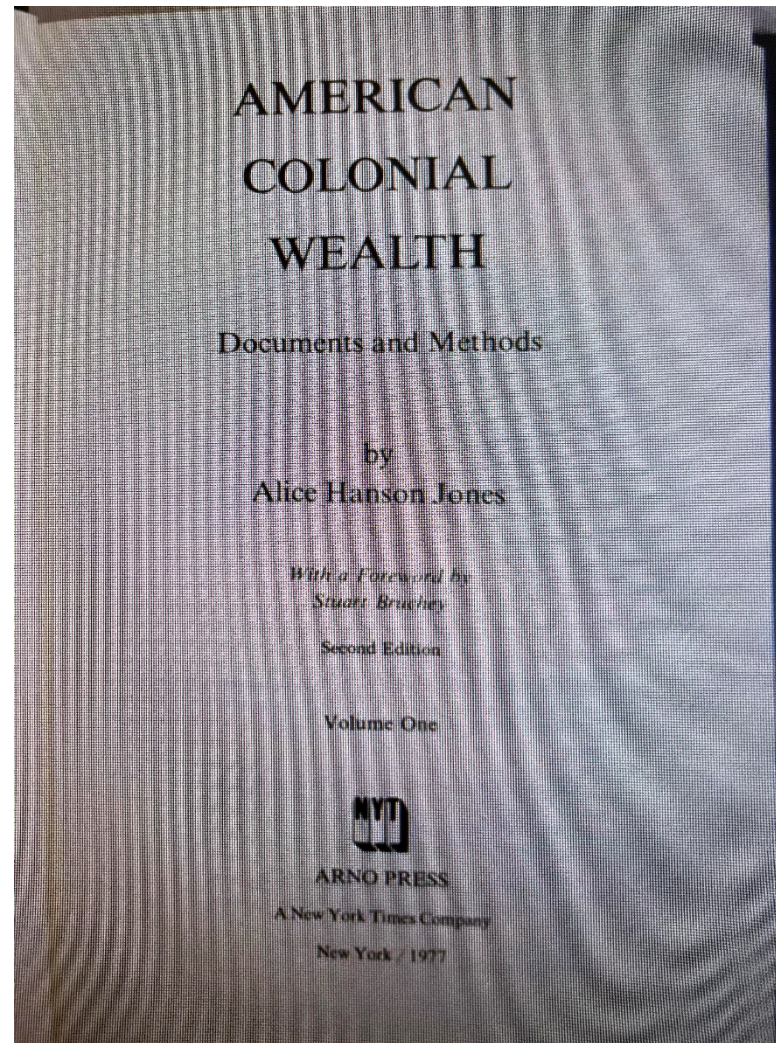 AMERICAN
COLONIAL
WEALTH
Documents and Methods
by
Alice Hanson Jones
With a Foreword by
Stuart Bruchey
Second Edition
Volume One
NYT
ARNO PRESS
A New York Times Company
New York / 1977